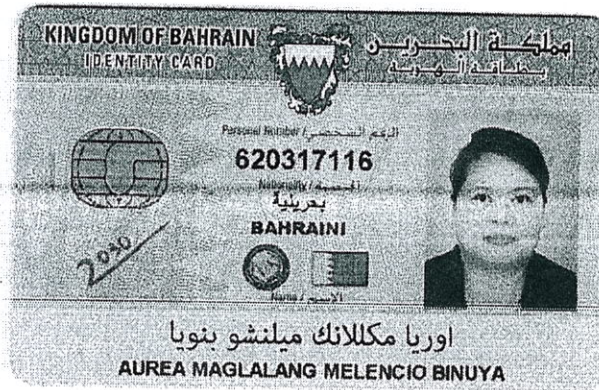 KINGDOM OF BAHRAIN
IDENTITY CARD
مملكة البحرين
بطاقة الهوية
Personal Number / الرقم الشخصي
620317116
Nationality / الجنسية
بحرينية
BAHRAINI
2030
Name / الاسم
اوريا مكللانك ميلنشو بنويا
AUREA MAGLALANG MELENCIO BINUYA